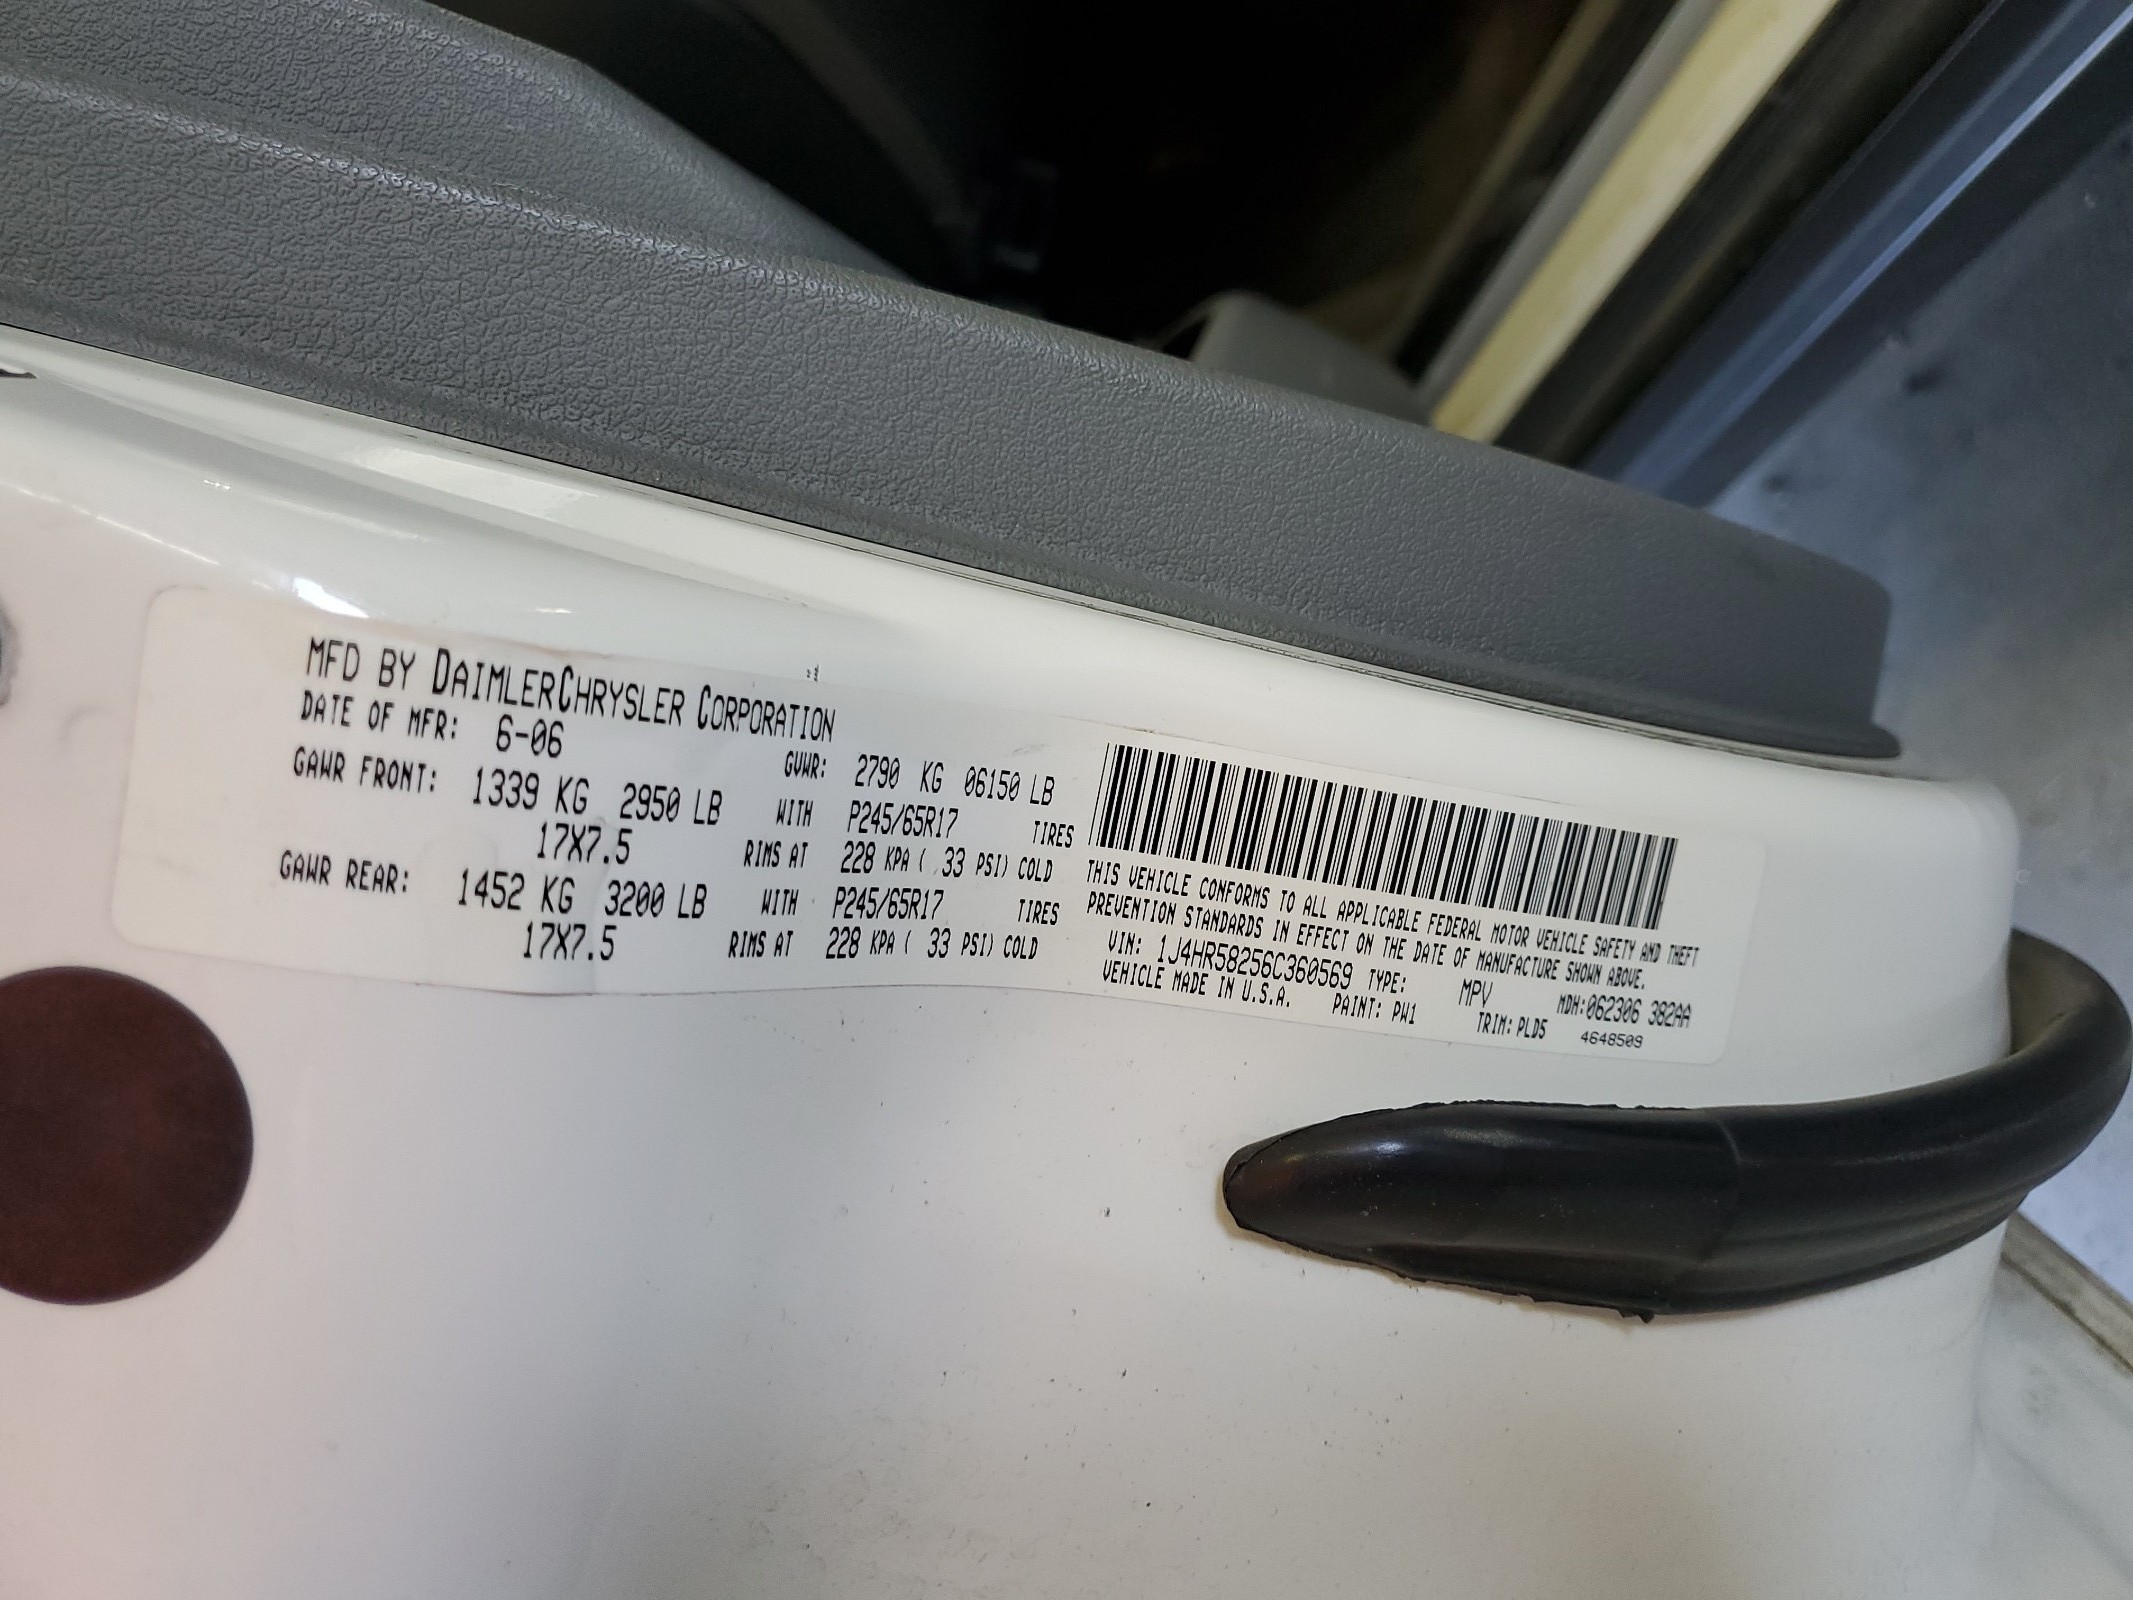 MFD BY DAIMLERCHRYSLER CORPORATION
DATE OF MFR: 6-06 GVWR: 2790 KG 06150 LB
GAWR FRONT: 1339 KG 2950 LB WITH P245/65R17 TIRES
17X7.5 RIMS AT 228 KPA ( 33 PSI) COLD
GAWR REAR: 1452 KG 3200 LB WITH P245/65R17 TIRES
17X7.5 RIMS AT 228 KPA ( 33 PSI) COLD
THIS VEHICLE CONFORMS TO ALL APPLICABLE FEDERAL MOTOR VEHICLE SAFETY AND THEFT
PREVENTION STANDARDS IN EFFECT ON THE DATE OF MANUFACTURE SHOWN ABOVE.
VIN: 1J4HR58256C360569 TYPE: MPV MDH:062306 382AA
VEHICLE MADE IN U.S.A. PAINT: PW1 TRIM: PLD5 4648509